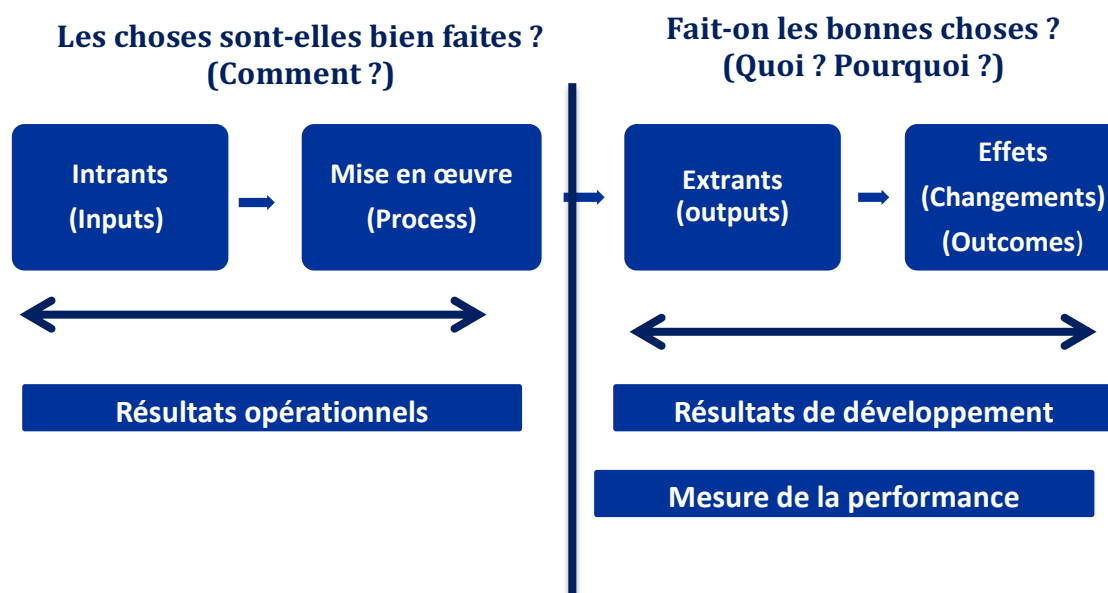 Les choses sont-elles bien faites ?
(Comment ?)
Fait-on les bonnes choses ?
(Quoi ? Pourquoi ?)
Intrants
(Inputs)
Mise en œuvre
(Process)
Extrants
(outputs)
Effets
(Changements)
(Outcomes)
Résultats opérationnels
Résultats de développement
Mesure de la performance